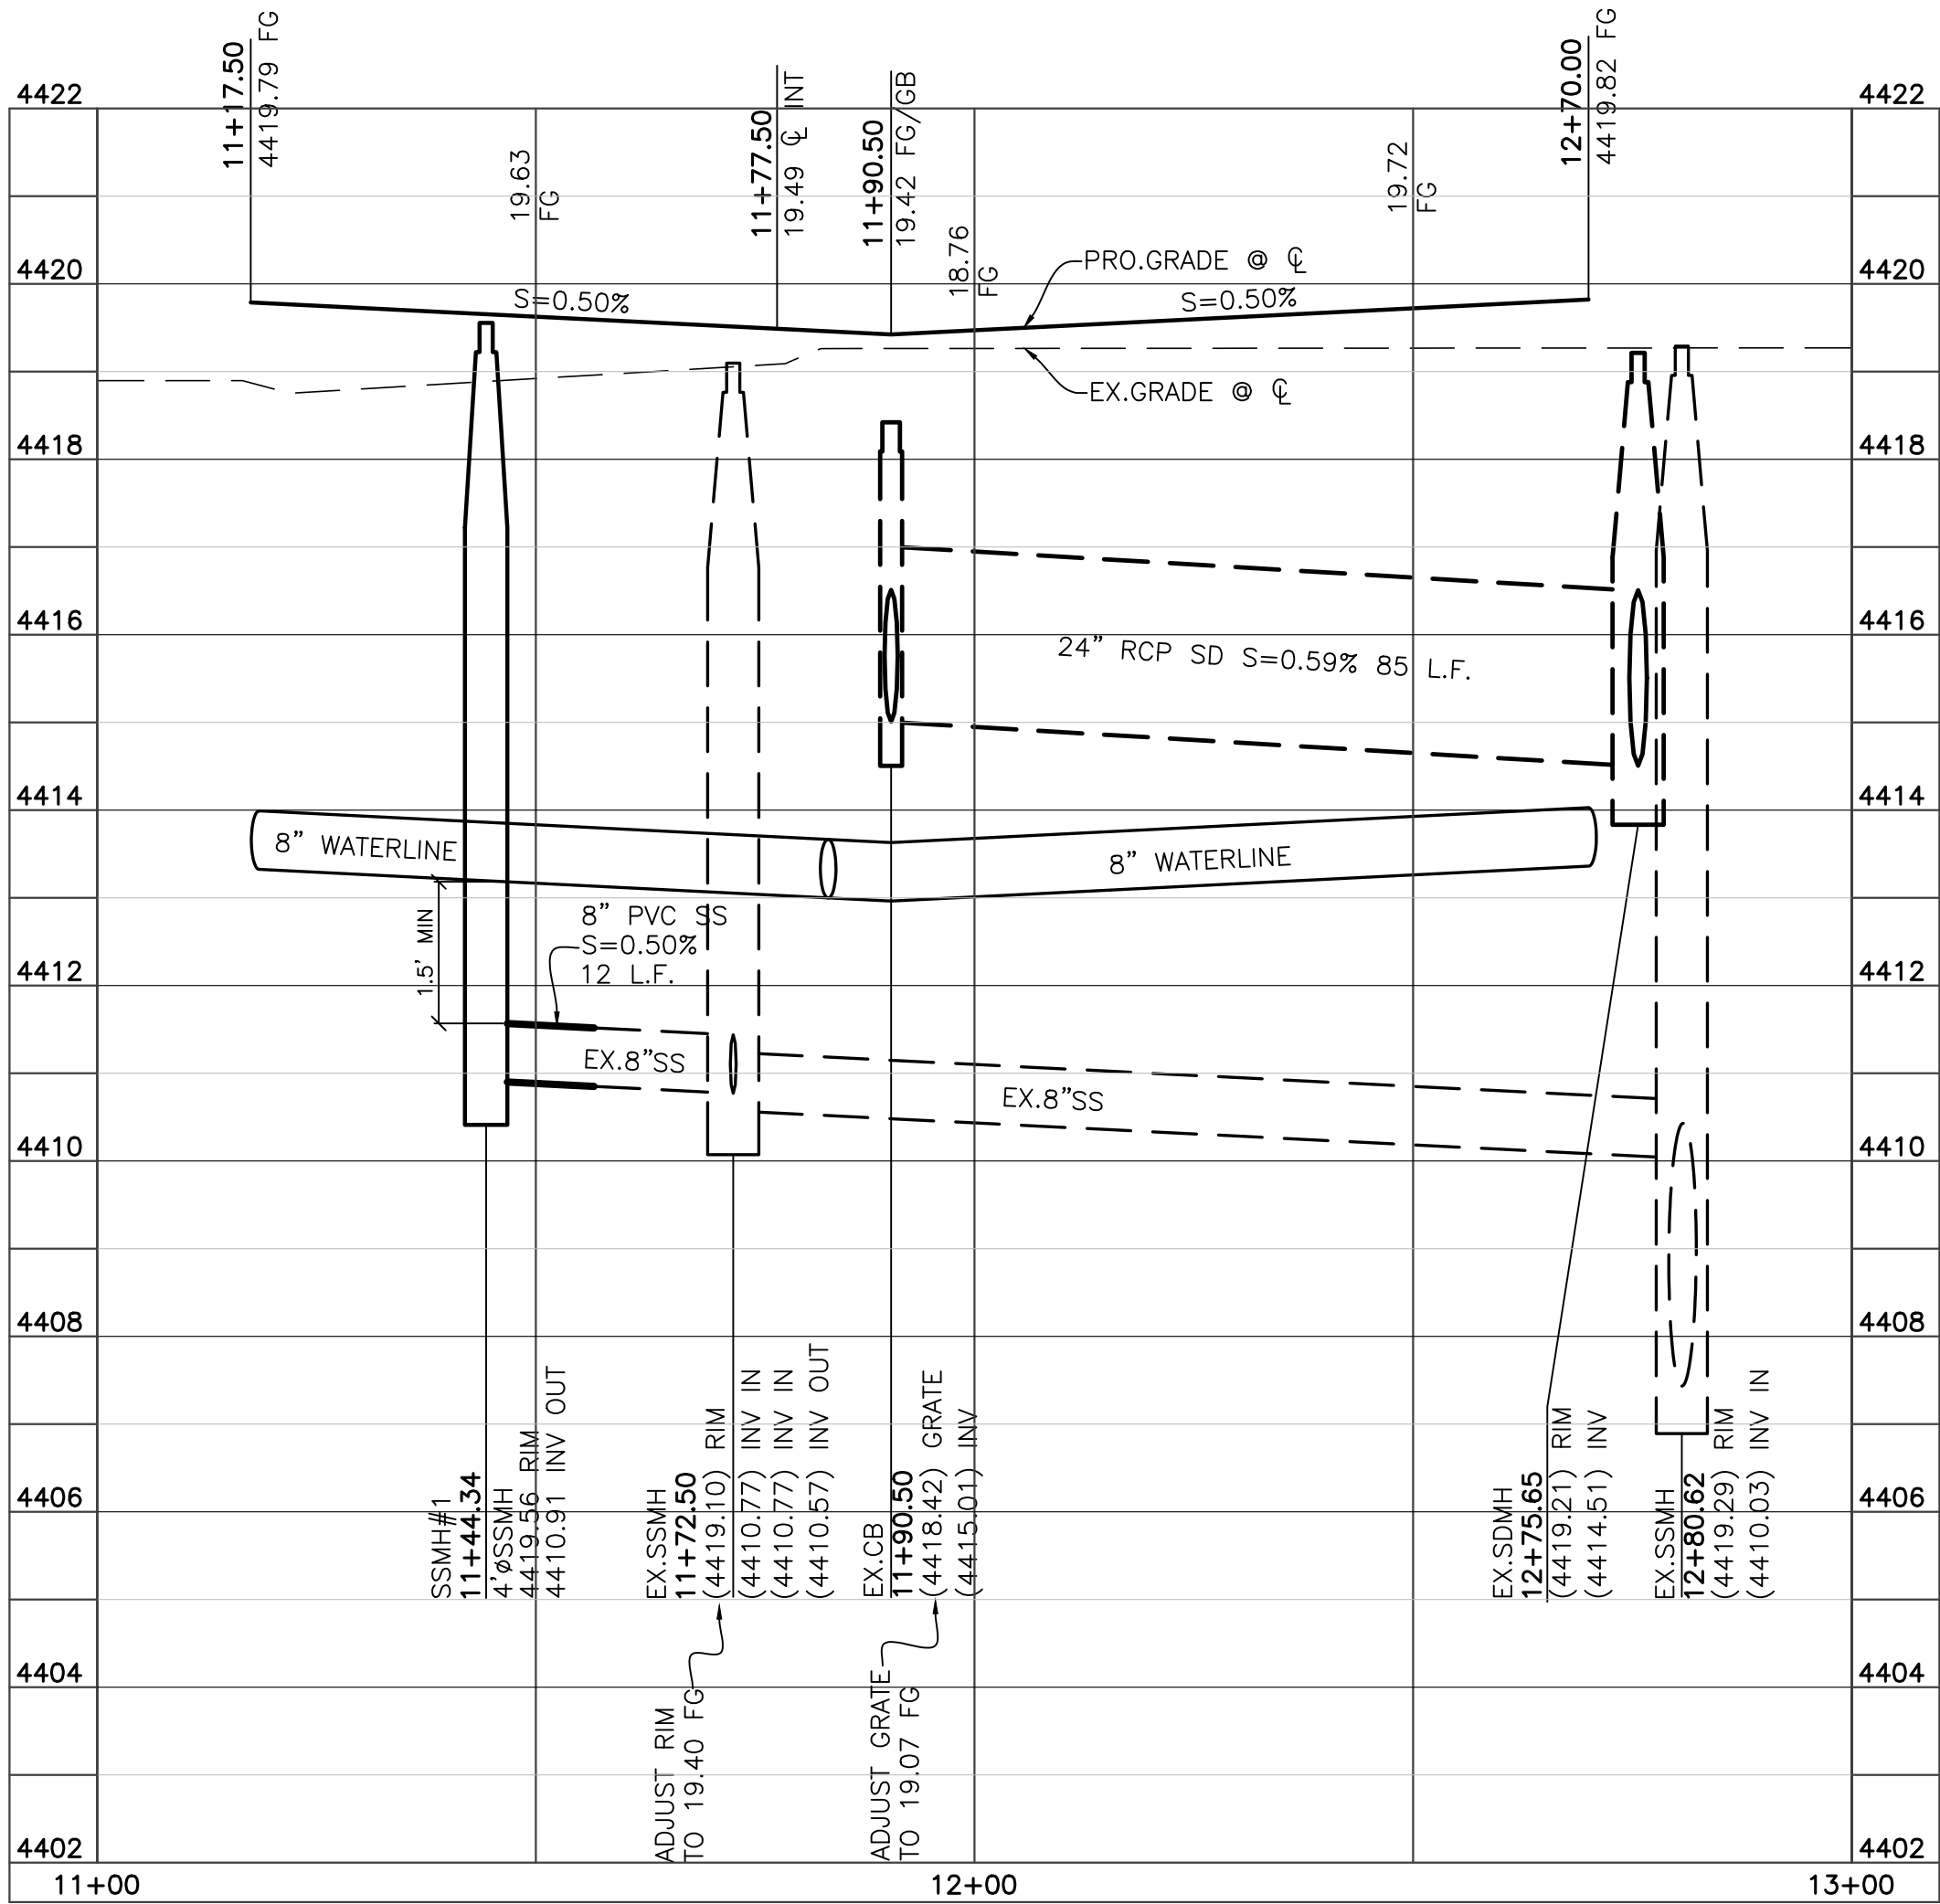 11+17.50
4419.79 FG
19.63
FG
11+77.50
19.49 ℄ INT
11+90.50
19.42 FG/GB
18.76
FG
19.72
FG
12+70.00
4419.82 FG
4422
4422
4420
4420
4418
4418
4416
4416
4414
4414
4412
4412
4410
4410
4408
4408
4406
4406
4404
4404
4402
4402
S=0.50%
PRO.GRADE @ ℄
S=0.50%
EX.GRADE @ ℄
24" RCP SD S=0.59% 85 L.F.
8" WATERLINE
8" WATERLINE
1.5' MIN
8" PVC SS
S=0.50%
12 L.F.
EX.8"SS
EX.8"SS
SSMH#1
11+44.34
4'øSSMH
4419.56 RIM
4410.91 INV OUT
EX.SSMH
11+72.50
(4419.10) RIM
(4410.77) INV IN
(4410.77) INV IN
(4410.57) INV OUT
EX.CB
11+90.50
(4418.42) GRATE
(4415.01) INV
EX.SDMH
12+75.65
(4419.21) RIM
(4414.51) INV
EX.SSMH
12+80.62
(4419.29) RIM
(4410.03) INV IN
ADJUST RIM
TO 19.40 FG
ADJUST GRATE
TO 19.07 FG
11+00
12+00
13+00